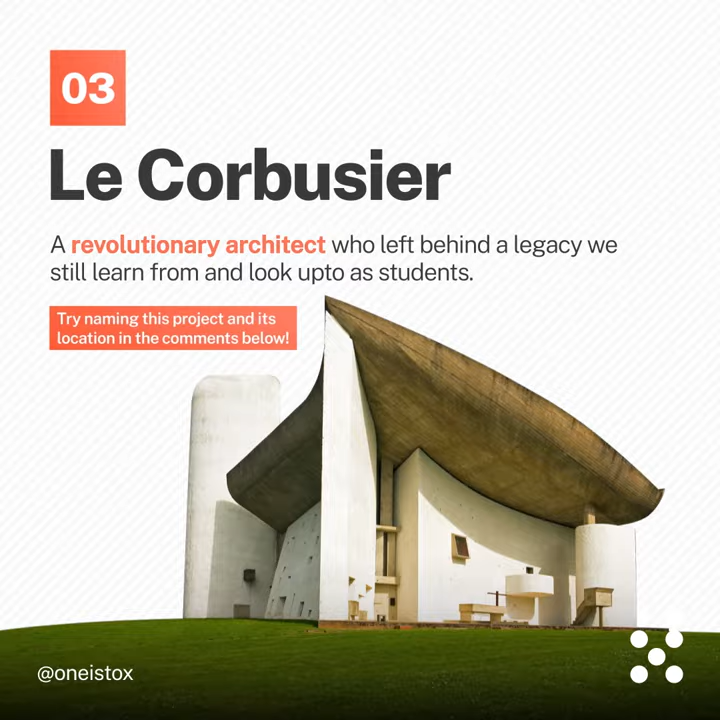 03
Le Corbusier
A revolutionary architect who left behind a legacy we
still learn from and look upto as students.
Try naming this project and its
location in the comments below!
@oneistox